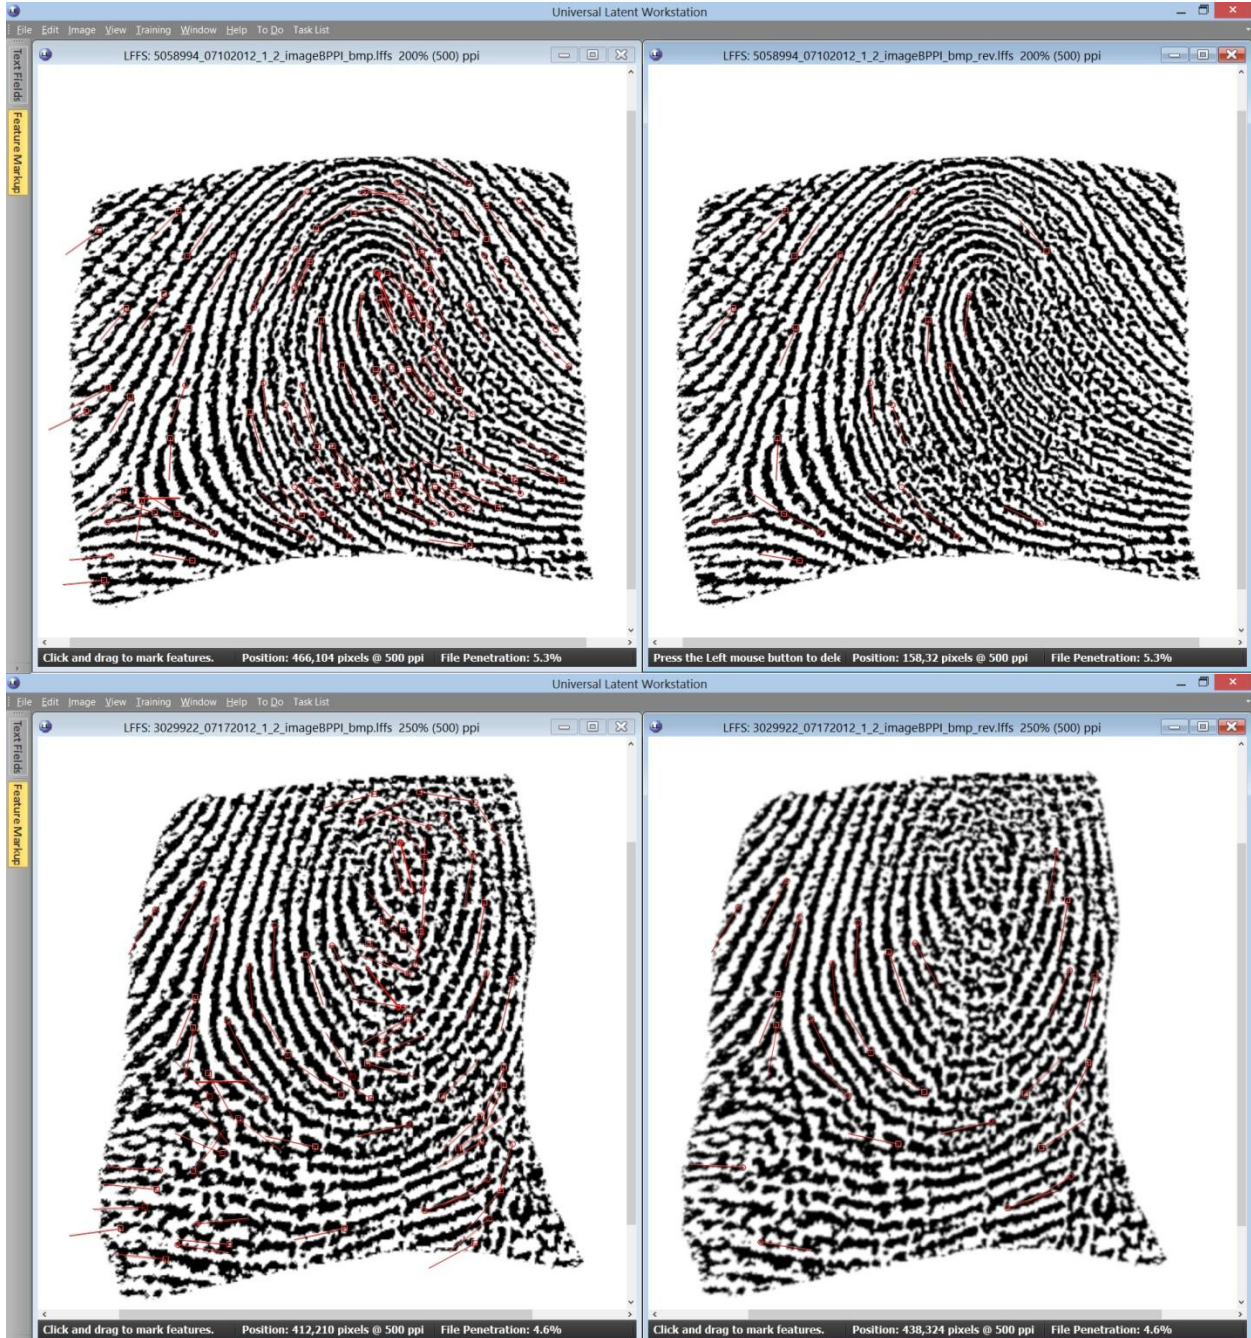 Universal Latent Workstation
File Edit Image View Training Window Help To Do Task List
Text Fields
Feature Markup
LFFS: 5058994_07102012_1_2_imageBPPI_bmp.lffs 200% (500) ppi
LFFS: 5058994_07102012_1_2_imageBPPI_bmp_rev.lffs 200% (500) ppi
Click and drag to mark features. Position: 466,104 pixels @ 500 ppi File Penetration: 5.3%
Press the Left mouse button to dele Position: 158,32 pixels @ 500 ppi File Penetration: 5.3%
Universal Latent Workstation
File Edit Image View Training Window Help To Do Task List
Text Fields
Feature Markup
LFFS: 3029922_07172012_1_2_imageBPPI_bmp.lffs 250% (500) ppi
LFFS: 3029922_07172012_1_2_imageBPPI_bmp_rev.lffs 250% (500) ppi
Click and drag to mark features. Position: 412,210 pixels @ 500 ppi File Penetration: 4.6%
Click and drag to mark features. Position: 438,324 pixels @ 500 ppi File Penetration: 4.6%